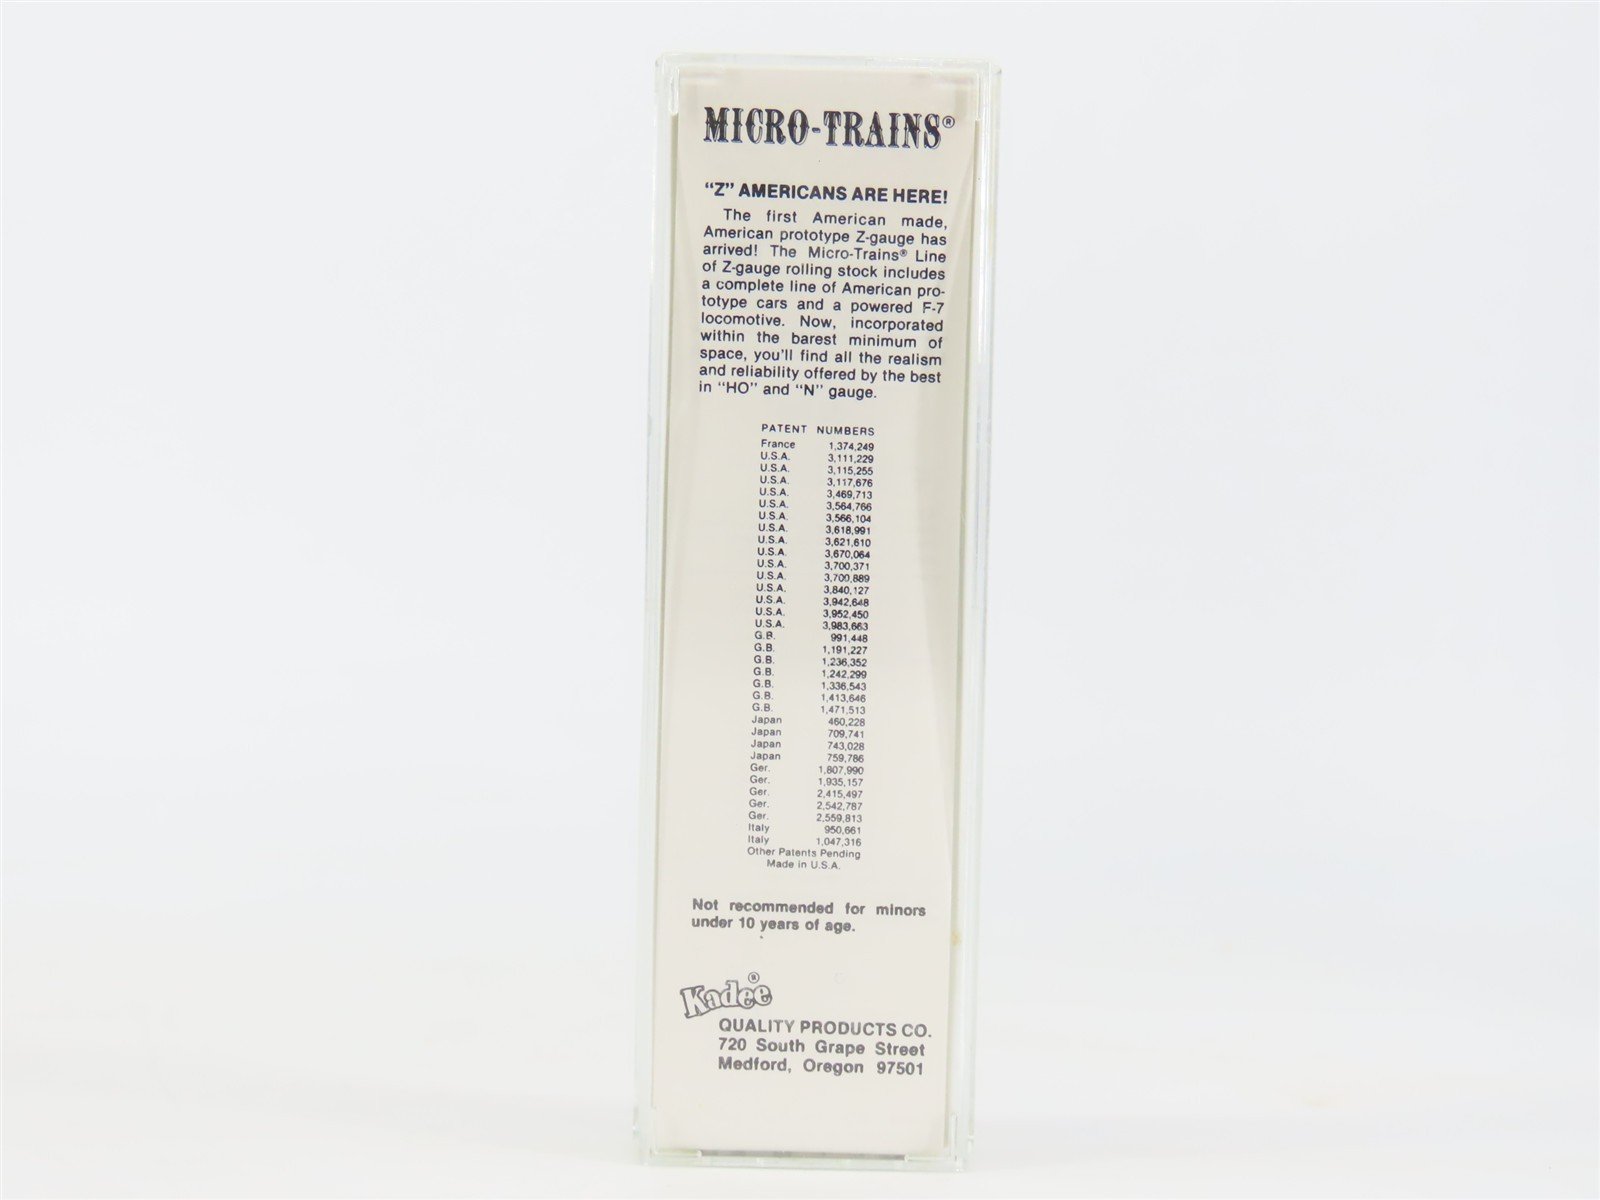 MICRO-TRAINS®
"Z" AMERICANS ARE HERE!
The first American made,
American prototype Z-gauge has
arrived! The Micro-Trains® Line
of Z-gauge rolling stock includes
a complete line of American pro-
totype cars and a powered F-7
locomotive. Now, incorporated
within the barest minimum of
space, you'll find all the realism
and reliability offered by the best
in "HO" and "N" gauge.
PATENT NUMBERS
France 1,374,249
U.S.A. 3,111,229
U.S.A. 3,115,255
U.S.A. 3,117,676
U.S.A. 3,469,713
U.S.A. 3,564,766
U.S.A. 3,566,104
U.S.A. 3,618,991
U.S.A. 3,621,610
U.S.A. 3,670,064
U.S.A. 3,700,371
U.S.A. 3,709,889
U.S.A. 3,840,127
U.S.A. 3,942,648
U.S.A. 3,952,450
U.S.A. 3,983,663
G.B. 991,448
G.B. 1,191,227
G.B. 1,236,352
G.B. 1,242,299
G.B. 1,336,543
G.B. 1,413,646
G.B. 1,471,513
Japan 460,228
Japan 709,741
Japan 743,028
Japan 759,786
Ger. 1,807,990
Ger. 1,935,157
Ger. 2,415,497
Ger. 2,542,787
Ger. 2,559,813
Italy 950,661
Italy 1,047,316
Other Patents Pending
Made in U.S.A.
Not recommended for minors
under 10 years of age.
Kadee®
QUALITY PRODUCTS CO.
720 South Grape Street
Medford, Oregon 97501